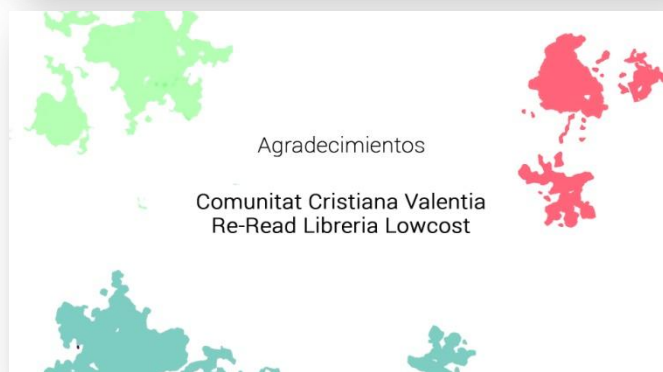 Agradecimientos
Comunitat Cristiana Valentia
Re-Read Libreria Lowcost